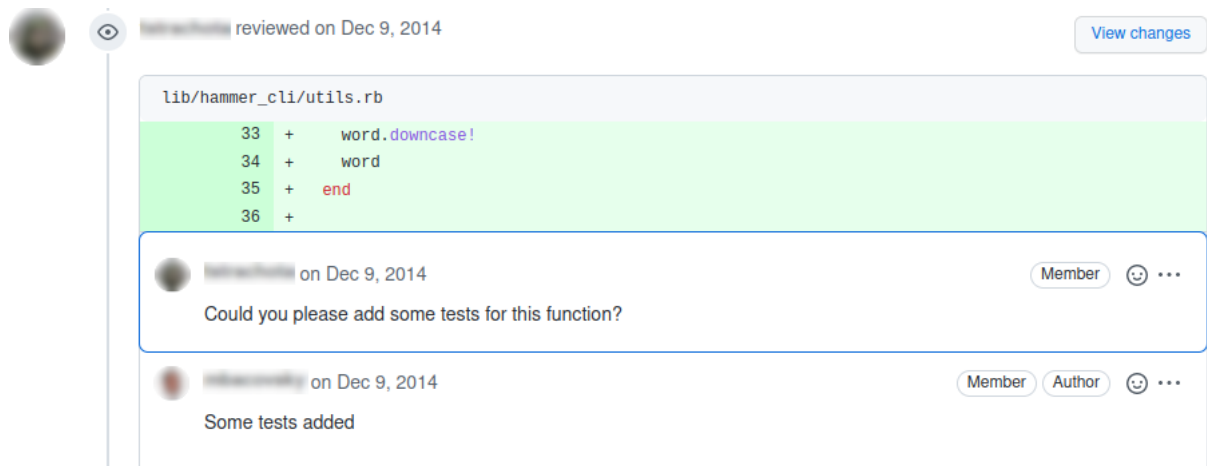 reviewed on Dec 9, 2014
View changes
lib/hammer_cli/utils.rb
33 + word.downcase!
34 + word
35 + end
36 +
on Dec 9, 2014
Member
Could you please add some tests for this function?
on Dec 9, 2014
Member Author
Some tests added